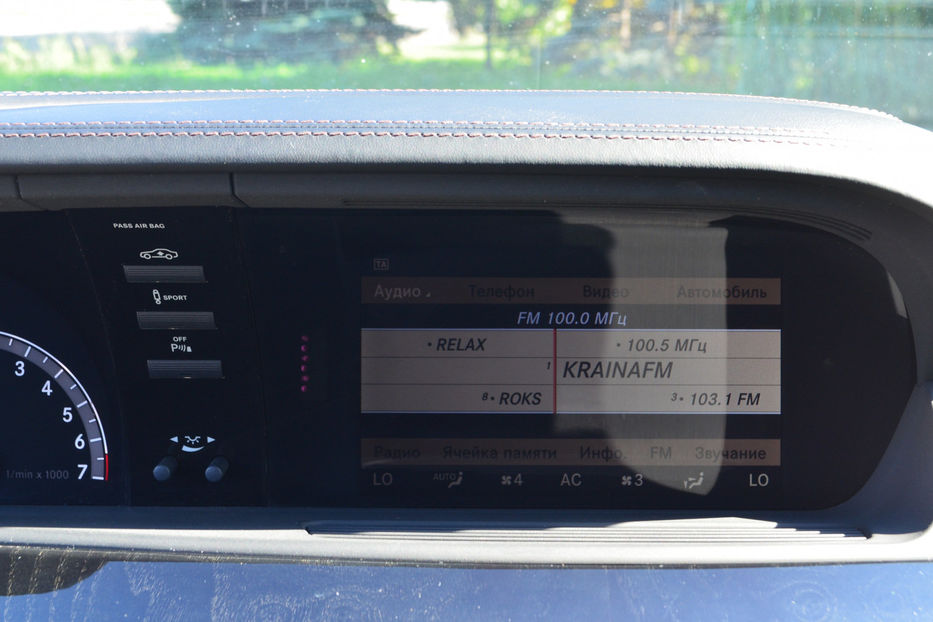 PASS AIR BAG
SPORT
OFF
P
3
4
5
6
7
1/min x 1000
TA
Аудио Телефон Видео Автомобиль
FM 100.0 МГц
• RELAX • 100.5 МГц
1 KRAINAFM
8• ROKS 3• 103.1 FM
Радио Ячейка памяти Инфо. FM Звучание
LO AUTO 4 AC 3 LO